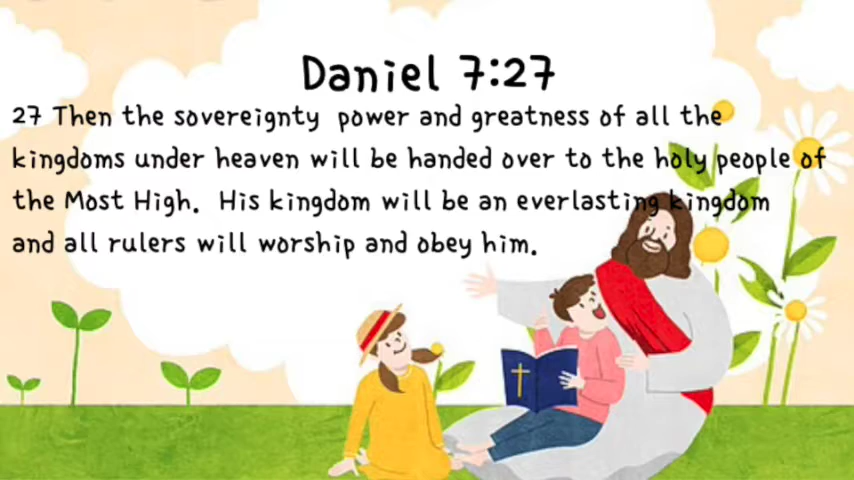 Daniel 7:27
27 Then the sovereignty power and greatness of all the
kingdoms under heaven will be handed over to the holy people of
the Most High. His kingdom will be an everlasting kingdom
and all rulers will worship and obey him.